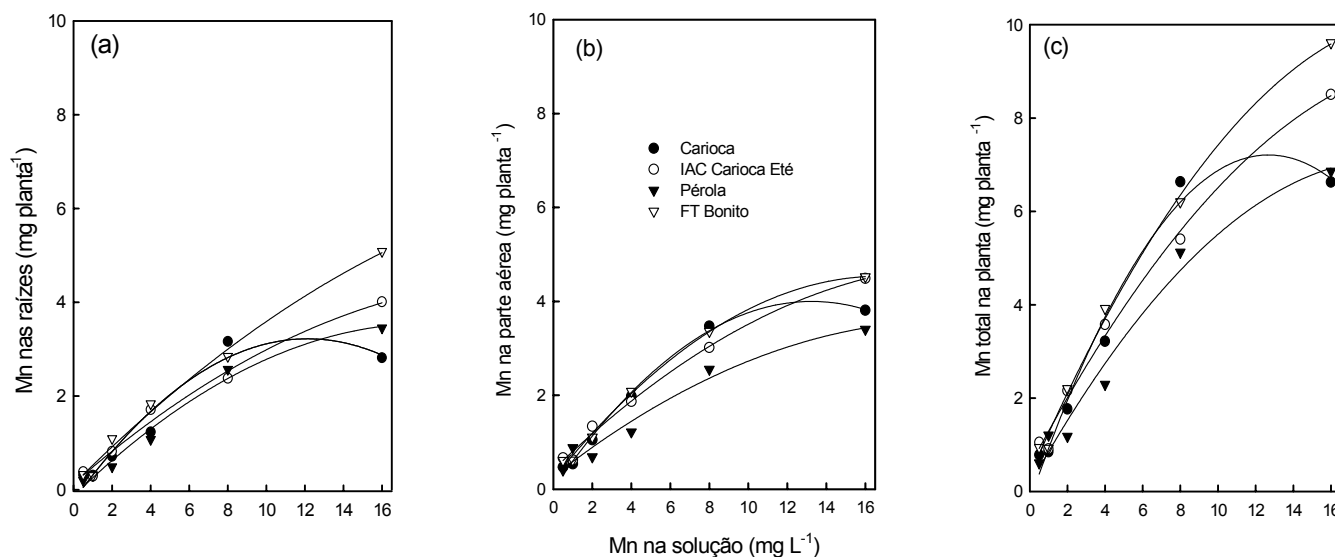 (a)
Mn nas raízes (mg planta-1)
10
8
6
4
2
0
0 2 4 6 8 10 12 14 16
(b)
Mn na parte aérea (mg planta -1)
10
8
6
4
2
0
Carioca
IAC Carioca Eté
Pérola
FT Bonito
0 2 4 6 8 10 12 14 16
Mn na solução (mg L-1)
(c)
Mn total na planta (mg planta -1)
10
8
6
4
2
0
0 2 4 6 8 10 12 14 16